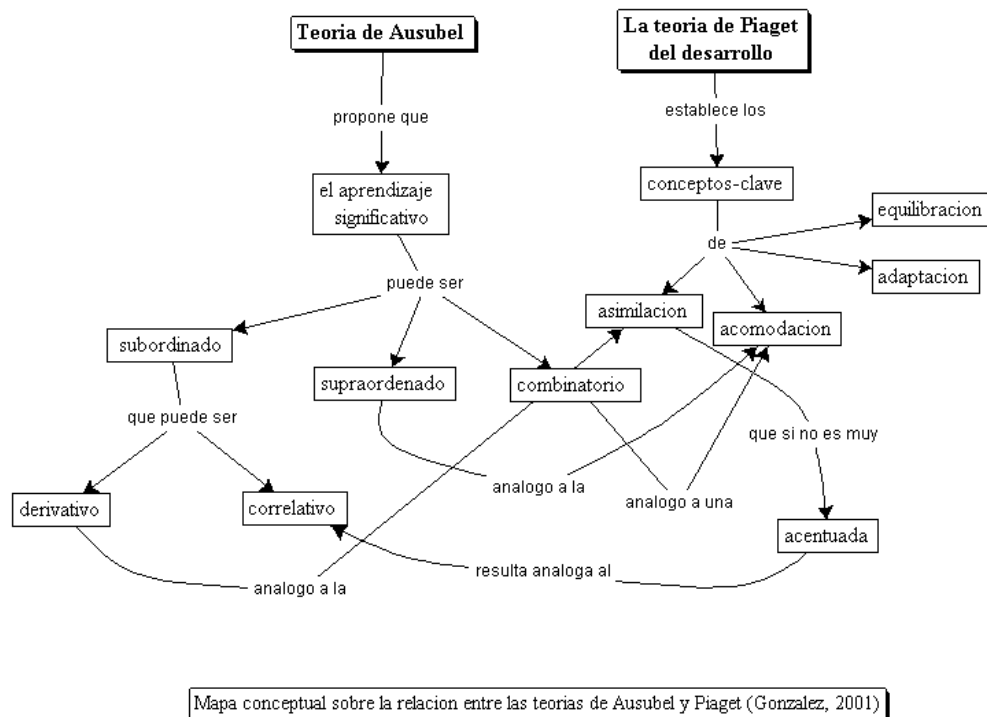 Teoria de Ausubel
La teoria de Piaget
del desarrollo
propone que
establece los
el aprendizaje
significativo
conceptos-clave
equilibracion
de
adaptacion
puede ser
asimilacion
acomodacion
subordinado
supraordenado
combinatorio
que puede ser
que si no es muy
analogo a la
analogo a una
derivativo
correlativo
acentuada
resulta analoga al
analogo a la
Mapa conceptual sobre la relacion entre las teorias de Ausubel y Piaget (Gonzalez, 2001)